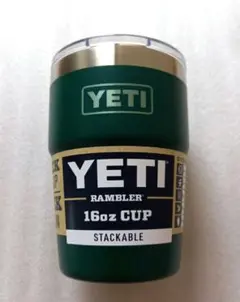 YETI
YETI
RAMBLER
16oz CUP
STACKABLE